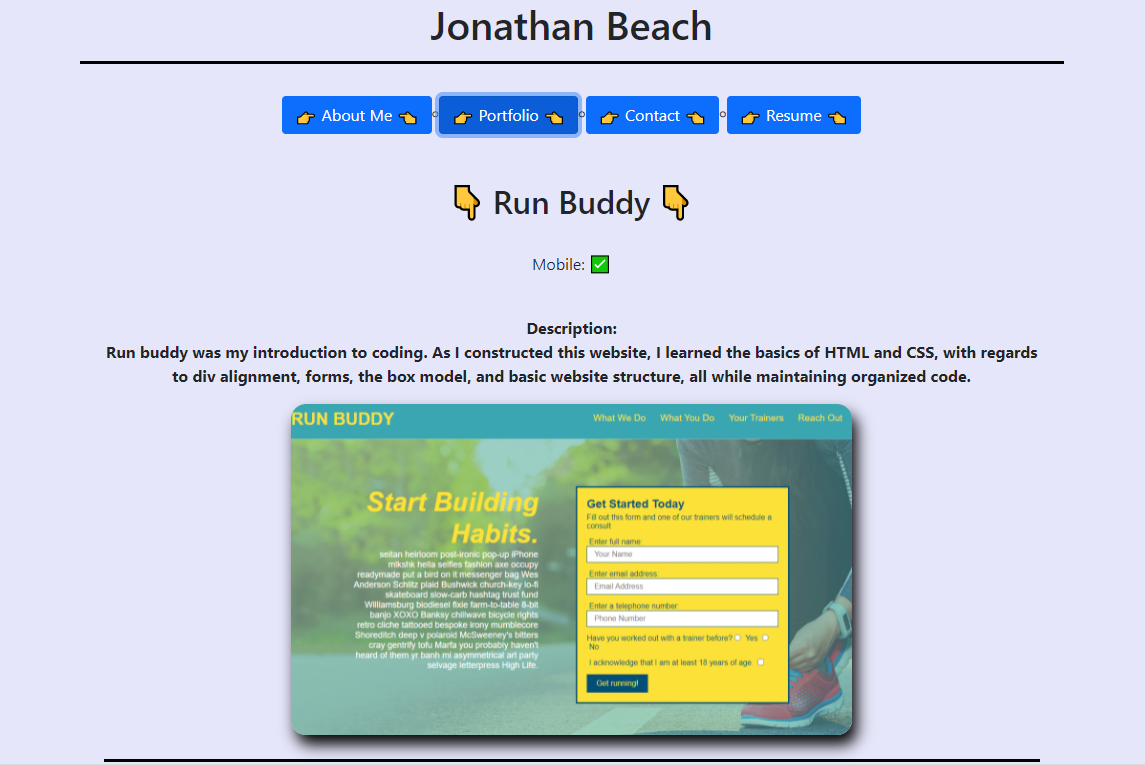 Jonathan Beach
👉 About Me 👈 👉 Portfolio 👈 👉 Contact 👈 👉 Resume 👈
👇 Run Buddy 👇
Mobile: ✅
Description:
Run buddy was my introduction to coding. As I constructed this website, I learned the basics of HTML and CSS, with regards
to div alignment, forms, the box model, and basic website structure, all while maintaining organized code.
RUN BUDDY
What We Do What You Do Your Trainers Reach Out
Start Building
Habits.
seitan heirloom post-ironic pop-up iPhone
mlkshk hella selfies fashion axe occupy
readymade put a bird on it messenger bag Wes
Anderson Schlitz plaid Bushwick church-key lo-fi
skateboard slow-carb hashtag trust fund
Williamsburg biodiesel fixie farm-to-table 8-bit
banjo XOXO Banksy chillwave bicycle rights
retro cliche tattooed bespoke irony mumblecore
Shoreditch deep v polaroid McSweeney's bitters
cray gentrify tofu Marfa you probably haven't
heard of them yr banh mi asymmetrical art party
selvage letterpress High Life.
Get Started Today
Fill out this form and one of our trainers will schedule a
consult
Enter full name:
Your Name
Enter email address:
Email Address
Enter a telephone number:
Phone Number
Have you worked out with a trainer before? Yes
No
I acknowledge that I am at least 18 years of age.
Get running!